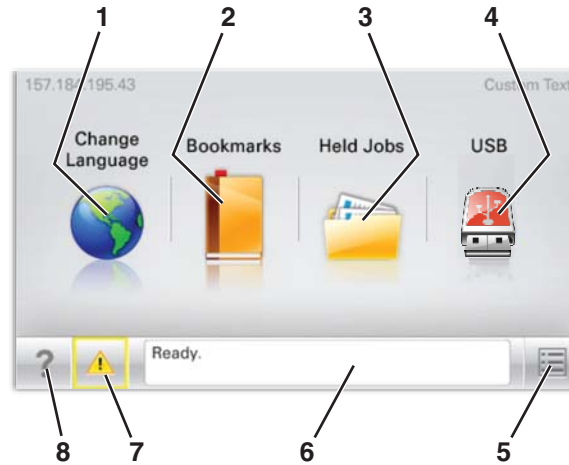 1 2 3 4
157.184.195.43 Custom Text
Change
Language
Bookmarks Held Jobs USB
? ! Ready.
8 7 6 5